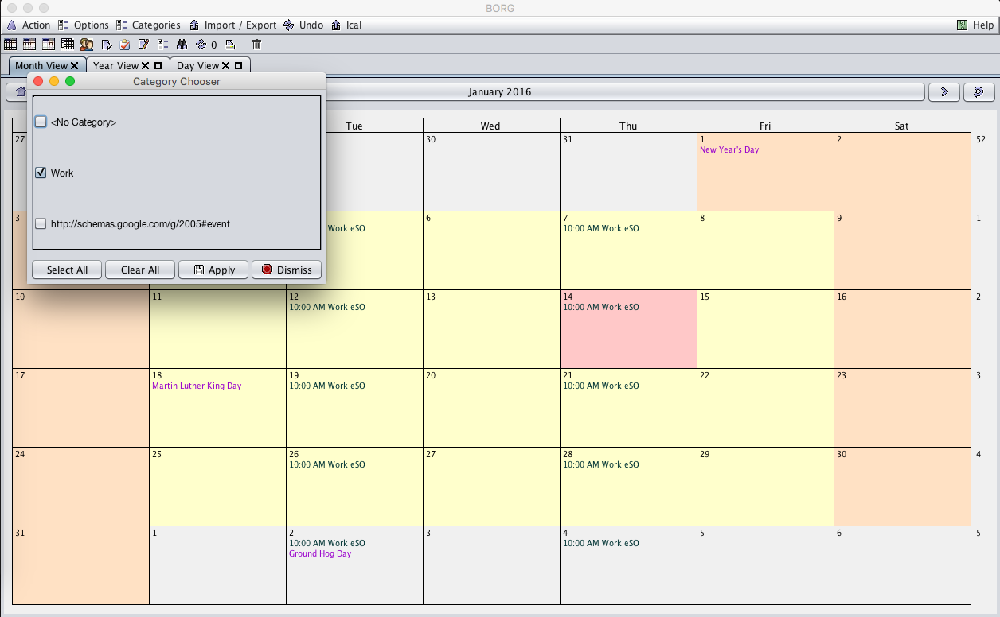 BORG
Action Options Categories Import / Export Undo Ical Help
0
Month View Year View Day View
Category Chooser
January 2016
<No Category>
Work
http://schemas.google.com/g/2005#event
Select All Clear All Apply Dismiss
Tue Wed Thu Fri Sat
27 30 31 1 2 52
New Year's Day
3 6 7 8 9 1
Work eSO 10:00 AM Work eSO
10 11 12 13 14 15 16 2
10:00 AM Work eSO 10:00 AM Work eSO
17 18 19 20 21 22 23 3
Martin Luther King Day 10:00 AM Work eSO 10:00 AM Work eSO
24 25 26 27 28 29 30 4
10:00 AM Work eSO 10:00 AM Work eSO
31 1 2 3 4 5 6 5
10:00 AM Work eSO 10:00 AM Work eSO
Ground Hog Day